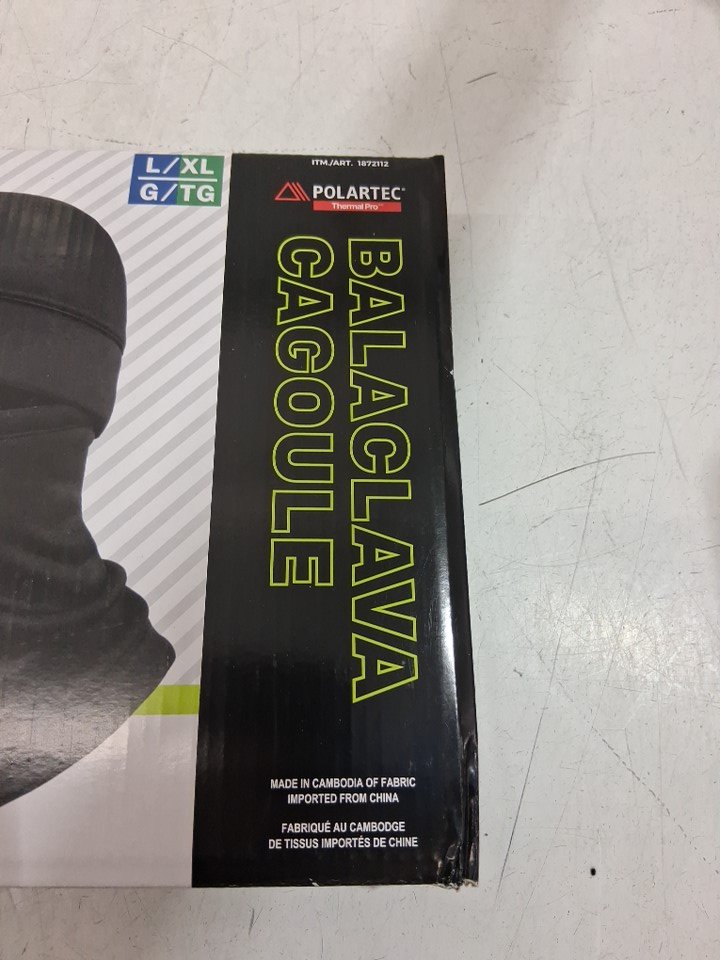 L/XL
G/TG
ITM./ART. 1872112
POLARTEC®
Thermal Pro™
BALACLAVA
CAGOULE
MADE IN CAMBODIA OF FABRIC
IMPORTED FROM CHINA
FABRIQUÉ AU CAMBODGE
DE TISSUS IMPORTÉS DE CHINE